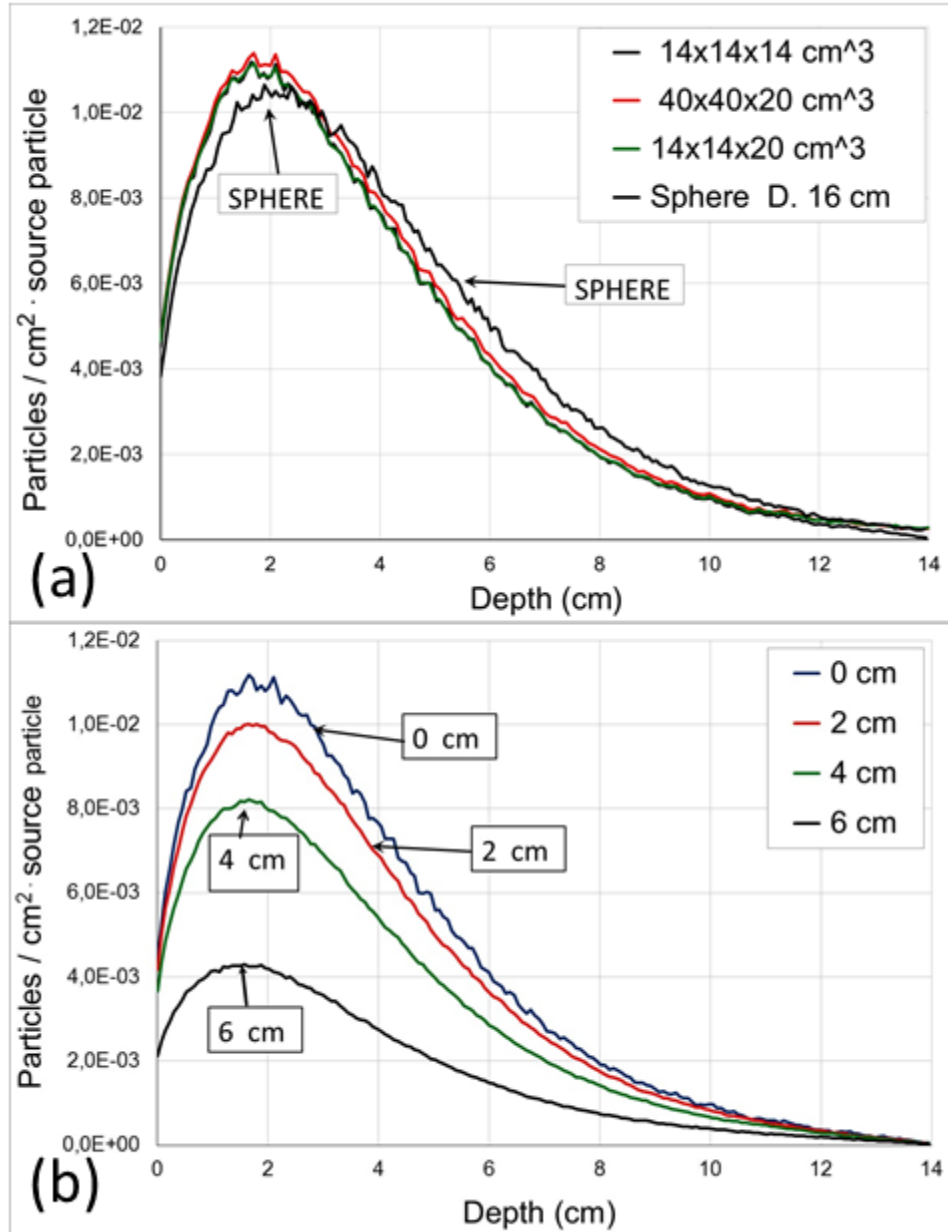 1,2E-02
1,0E-02
8,0E-03
6,0E-03
4,0E-03
2,0E-03
0,0E+00
Particles / cm² · source particle
14x14x14 cm^3
40x40x20 cm^3
14x14x20 cm^3
Sphere D. 16 cm
SPHERE
SPHERE
0 2 4 6 8 10 12 14
Depth (cm)
(a)
1,2E-02
1,0E-02
8,0E-03
6,0E-03
4,0E-03
2,0E-03
0,0E+00
Particles / cm² · source particle
0 cm
2 cm
4 cm
6 cm
0 cm
2 cm
4 cm
6 cm
0 2 4 6 8 10 12 14
Depth (cm)
(b)